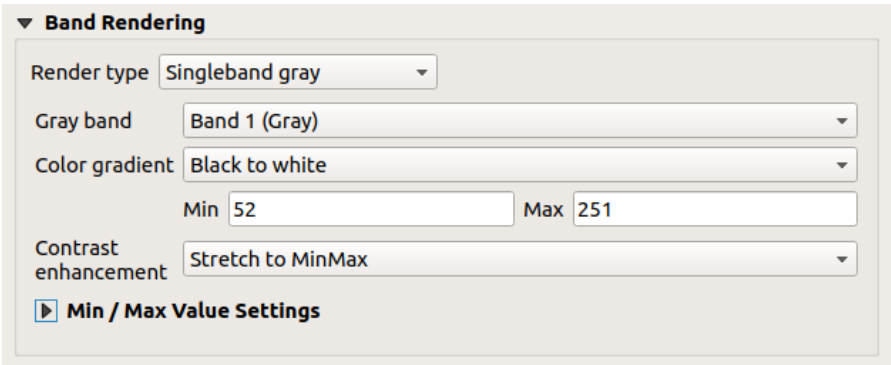 Band Rendering
Render type Singleband gray
Gray band Band 1 (Gray)
Color gradient Black to white
Min 52 Max 251
Contrast enhancement Stretch to MinMax
Min / Max Value Settings